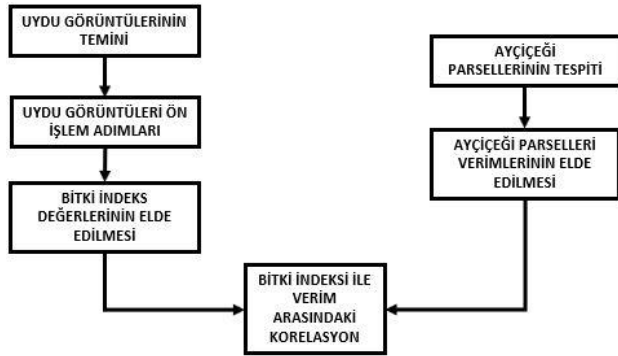 UYDU GÖRÜNTÜLERİNİN
TEMİNİ
UYDU GÖRÜNTÜLERİ ÖN
İŞLEM ADIMLARI
BİTKİ İNDEKS
DEĞERLERİNİN ELDE
EDİLMESİ
AYÇİÇEĞİ
PARSELLERİNİN TESPİTİ
AYÇİÇEĞİ PARSELLERİ
VERİMLERİNİN ELDE
EDİLMESİ
BİTKİ İNDEKSİ İLE
VERİM
ARASINDAKİ
KORELASYON